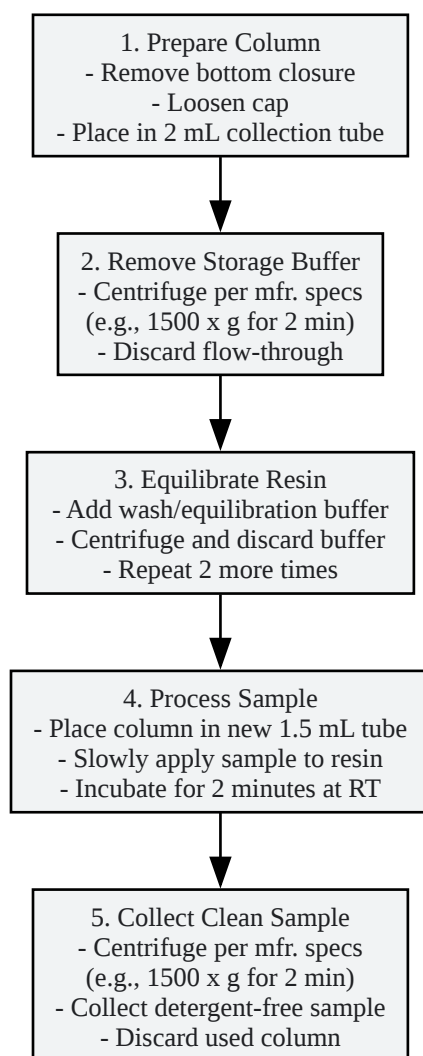 1. Prepare Column
- Remove bottom closure
- Loosen cap
- Place in 2 mL collection tube
2. Remove Storage Buffer
- Centrifuge per mfr. specs
(e.g., 1500 x g for 2 min)
- Discard flow-through
3. Equilibrate Resin
- Add wash/equilibration buffer
- Centrifuge and discard buffer
- Repeat 2 more times
4. Process Sample
- Place column in new 1.5 mL tube
- Slowly apply sample to resin
- Incubate for 2 minutes at RT
5. Collect Clean Sample
- Centrifuge per mfr. specs
(e.g., 1500 x g for 2 min)
- Collect detergent-free sample
- Discard used column